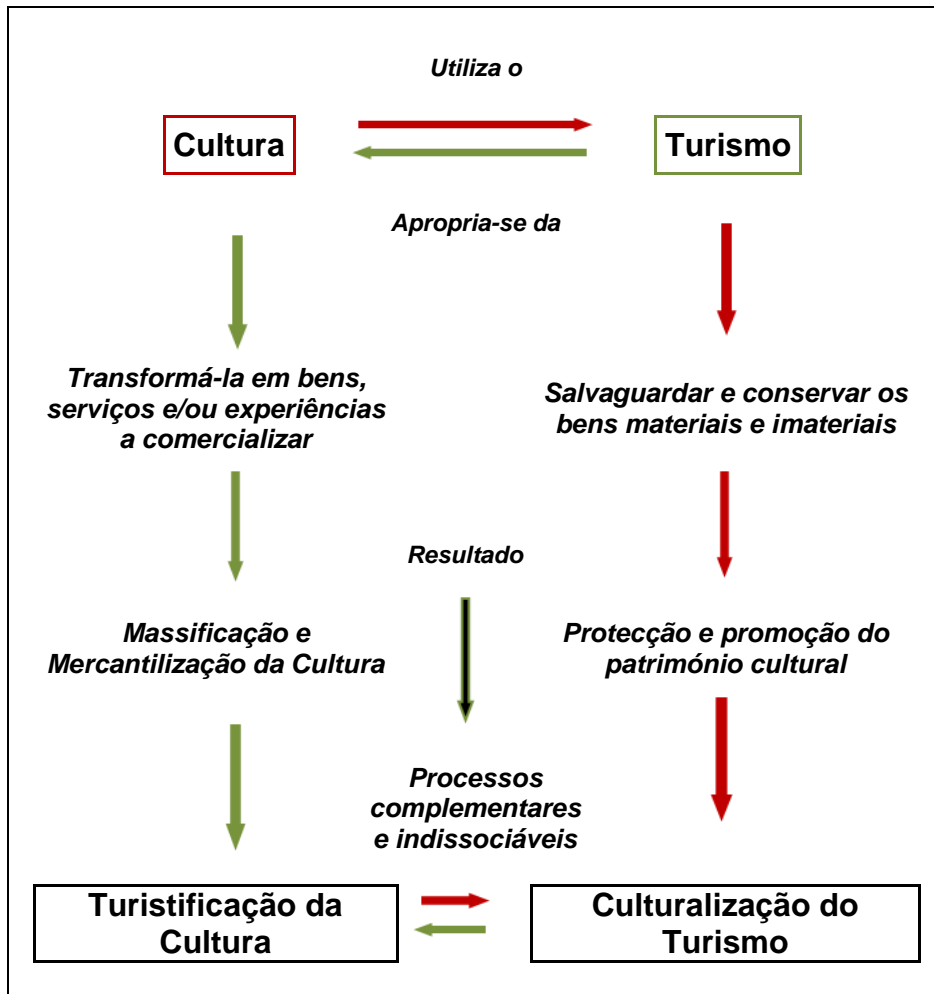 Utiliza o
Cultura
Turismo
Apropria-se da
Transformá-la em bens,
serviços e/ou experiências
a comercializar
Salvaguardar e conservar os
bens materiais e imateriais
Resultado
Massificação e
Mercantilização da Cultura
Protecção e promoção do
património cultural
Processos
complementares
e indissociáveis
Turistificação da
Cultura
Culturalização do
Turismo